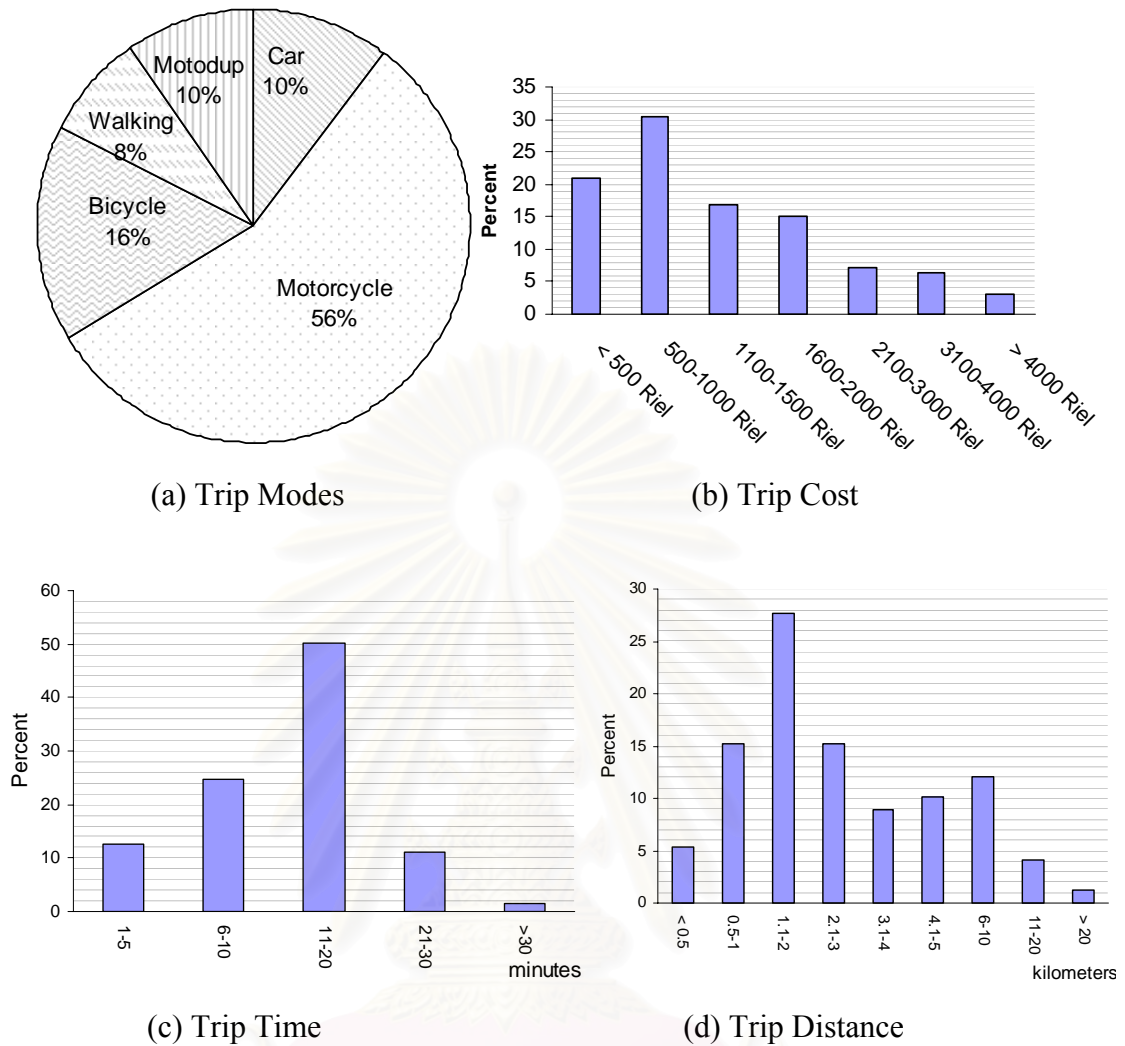 Motodup
10%
Car
10%
Walking
8%
Bicycle
16%
Motorcycle
56%
(a) Trip Modes
Percent
35
30
25
20
15
10
5
0
< 500 Riel
500-1000 Riel
1100-1500 Riel
1600-2000 Riel
2100-3000 Riel
3100-4000 Riel
> 4000 Riel
(b) Trip Cost
Percent
60
50
40
30
20
10
0
1-5
6-10
11-20
21-30
>30
minutes
(c) Trip Time
Percent
30
25
20
15
10
5
0
< 0.5
0.5-1
1.1-2
2.1-3
3.1-4
4.1-5
6-10
11-20
> 20
kilometers
(d) Trip Distance